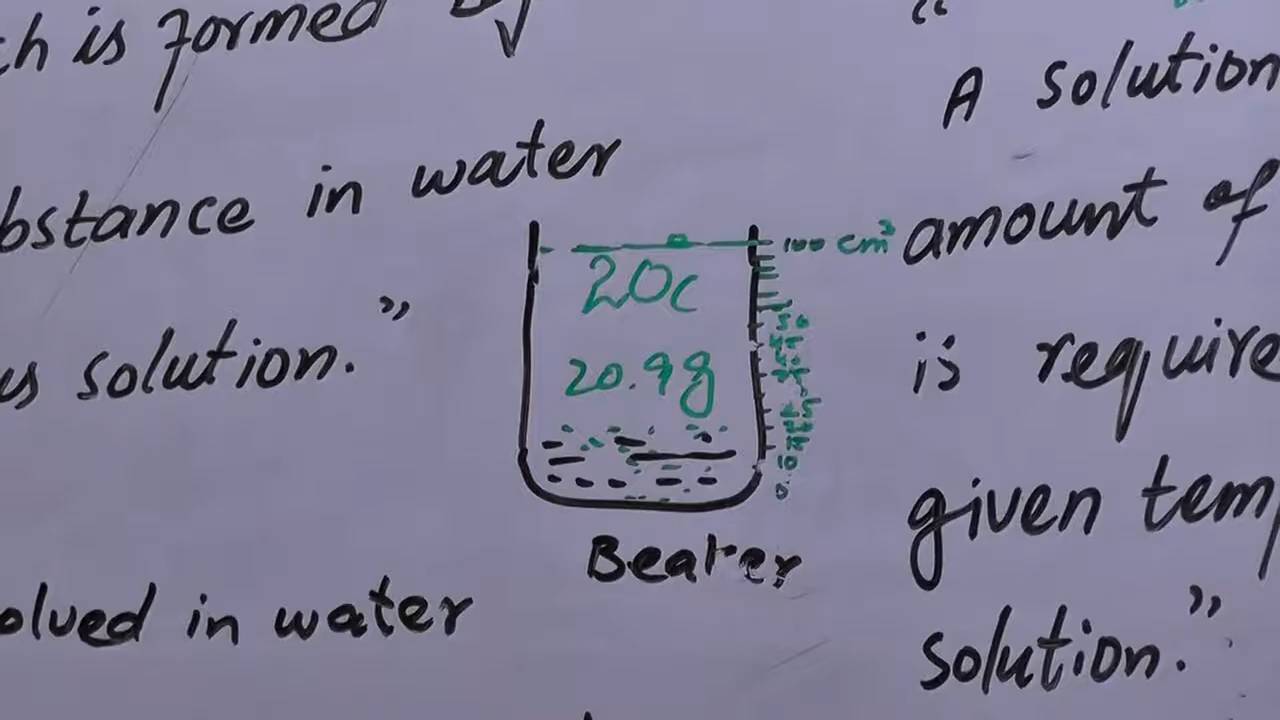 ch is formed by
bstance in water
us solution."
olved in water
100 cm³
20c
20.9g
Beaker
"
A solution
amount of
is require
given temp
solution."